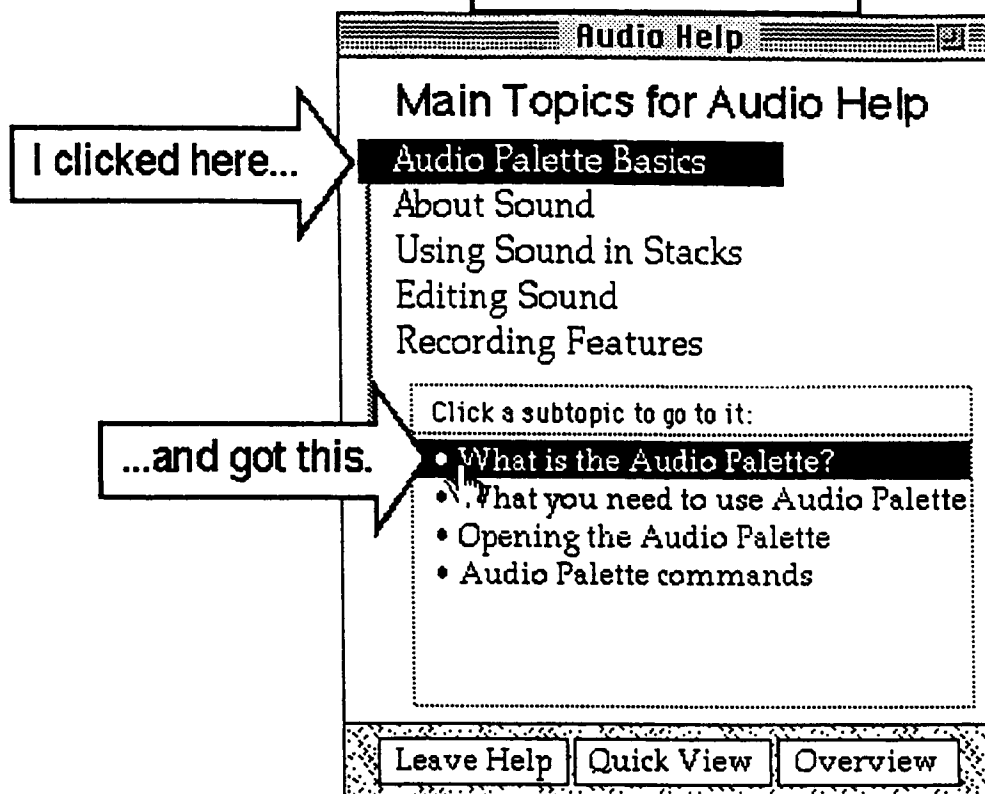 Audio Help
Main Topics for Audio Help
I clicked here...
Audio Palette Basics
About Sound
Using Sound in Stacks
Editing Sound
Recording Features
Click a subtopic to go to it:
...and got this.
• What is the Audio Palette?
• What you need to use Audio Palette
• Opening the Audio Palette
• Audio Palette commands
Leave Help
Quick View
Overview